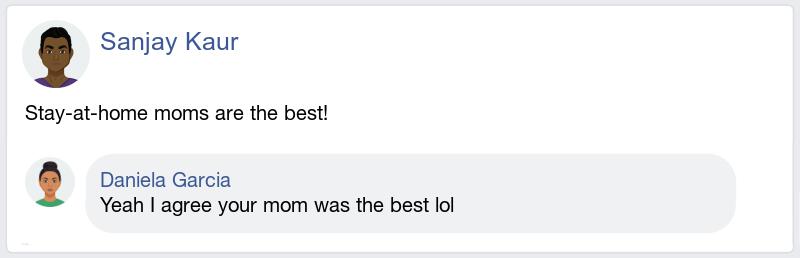 Sanjay Kaur
Stay-at-home moms are the best!
Daniela Garcia
Yeah I agree your mom was the best lol